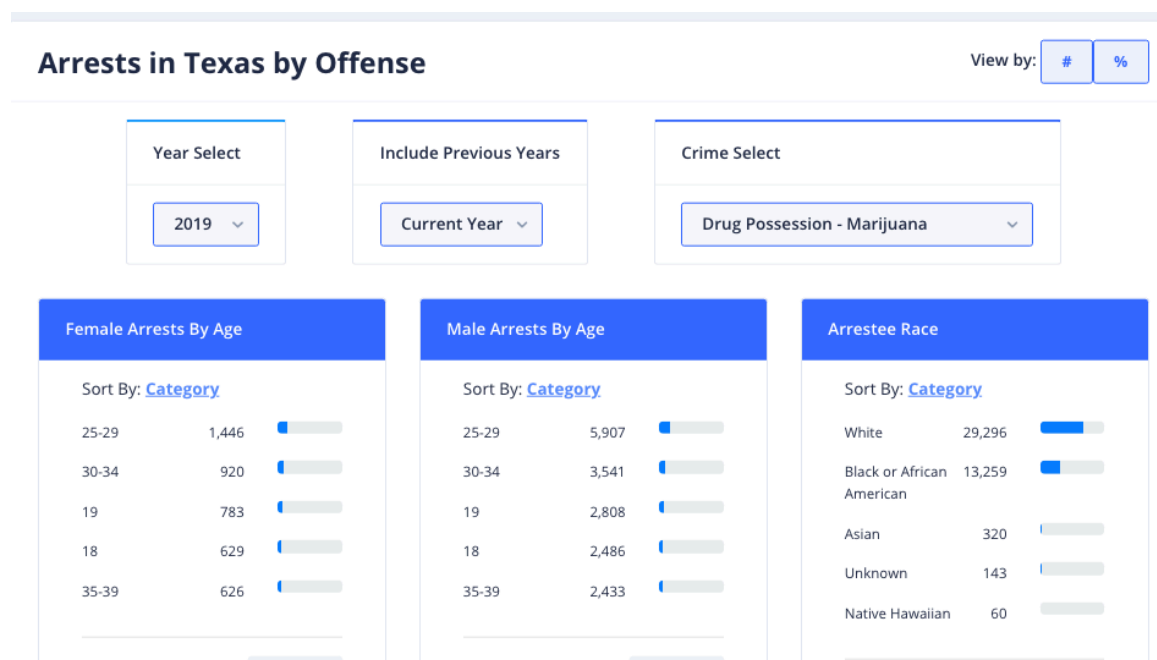 Arrests in Texas by Offense
View by: # %
Year Select
2019
Include Previous Years
Current Year
Crime Select
Drug Possession - Marijuana
Female Arrests By Age
Sort By: Category
25-29 1,446
30-34 920
19 783
18 629
35-39 626
Male Arrests By Age
Sort By: Category
25-29 5,907
30-34 3,541
19 2,808
18 2,486
35-39 2,433
Arrestee Race
Sort By: Category
White 29,296
Black or African 13,259
American
Asian 320
Unknown 143
Native Hawaiian 60